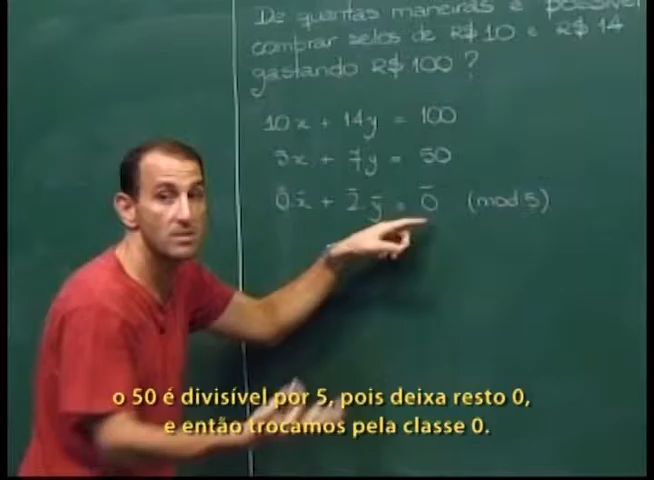 De quantas maneiras é possível
comprar selos de R$10 e R$14
gastando R$100?
10x + 14y = 100
5x + 7y = 50
0̄.x̄ + 2̄.ȳ = 0̄ (mod 5)
o 50 é divisível por 5, pois deixa resto 0,
e então trocamos pela classe 0.